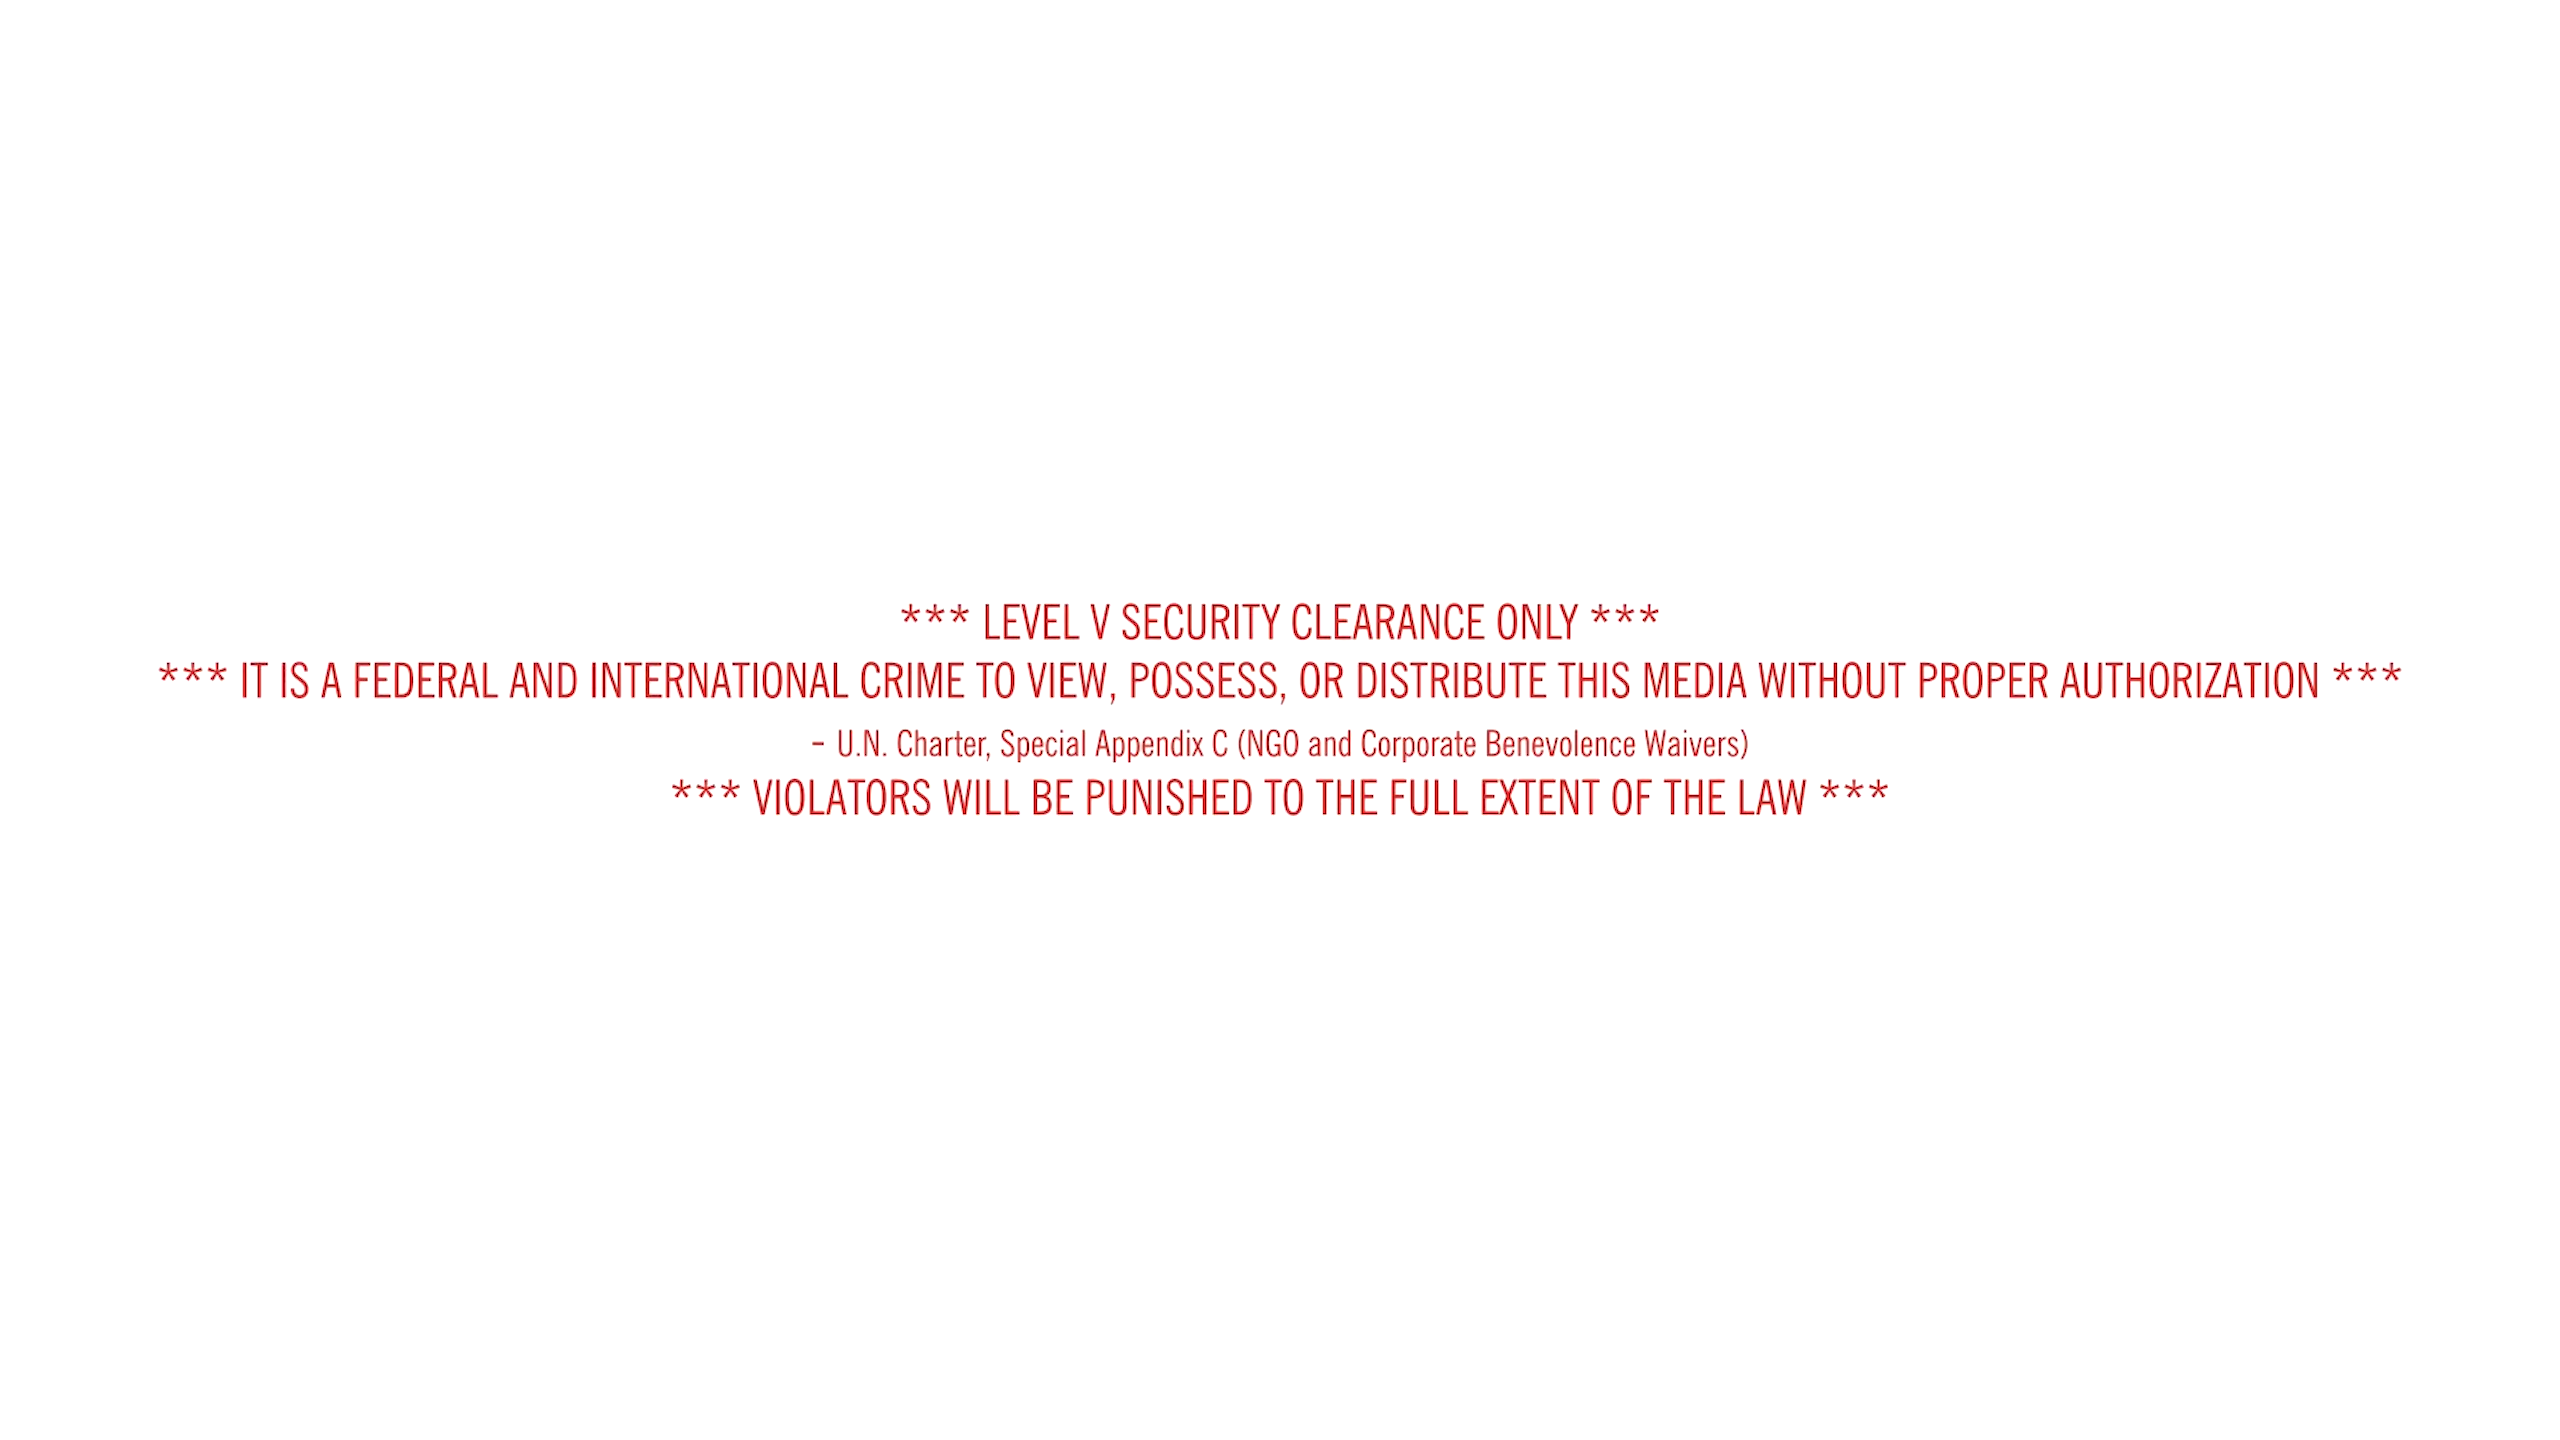 *** LEVEL V SECURITY CLEARANCE ONLY ***
*** IT IS A FEDERAL AND INTERNATIONAL CRIME TO VIEW, POSSESS, OR DISTRIBUTE THIS MEDIA WITHOUT PROPER AUTHORIZATION ***
- U.N. Charter, Special Appendix C (NGO and Corporate Benevolence Waivers)
*** VIOLATORS WILL BE PUNISHED TO THE FULL EXTENT OF THE LAW ***